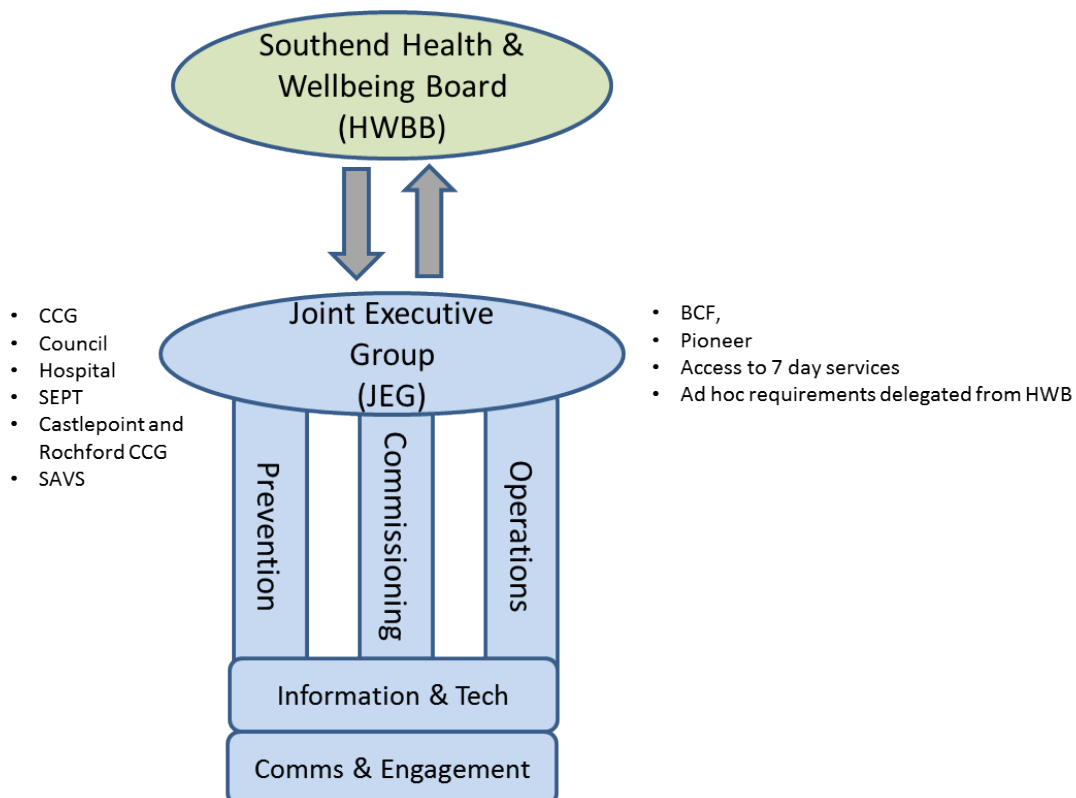 Southend Health &
Wellbeing Board
(HWBB)
Joint Executive
Group
(JEG)
• CCG
• Council
• Hospital
• SEPT
• Castlepoint and
Rochford CCG
• SAVS
• BCF,
• Pioneer
• Access to 7 day services
• Ad hoc requirements delegated from HWB
Prevention
Commissioning
Operations
Information & Tech
Comms & Engagement